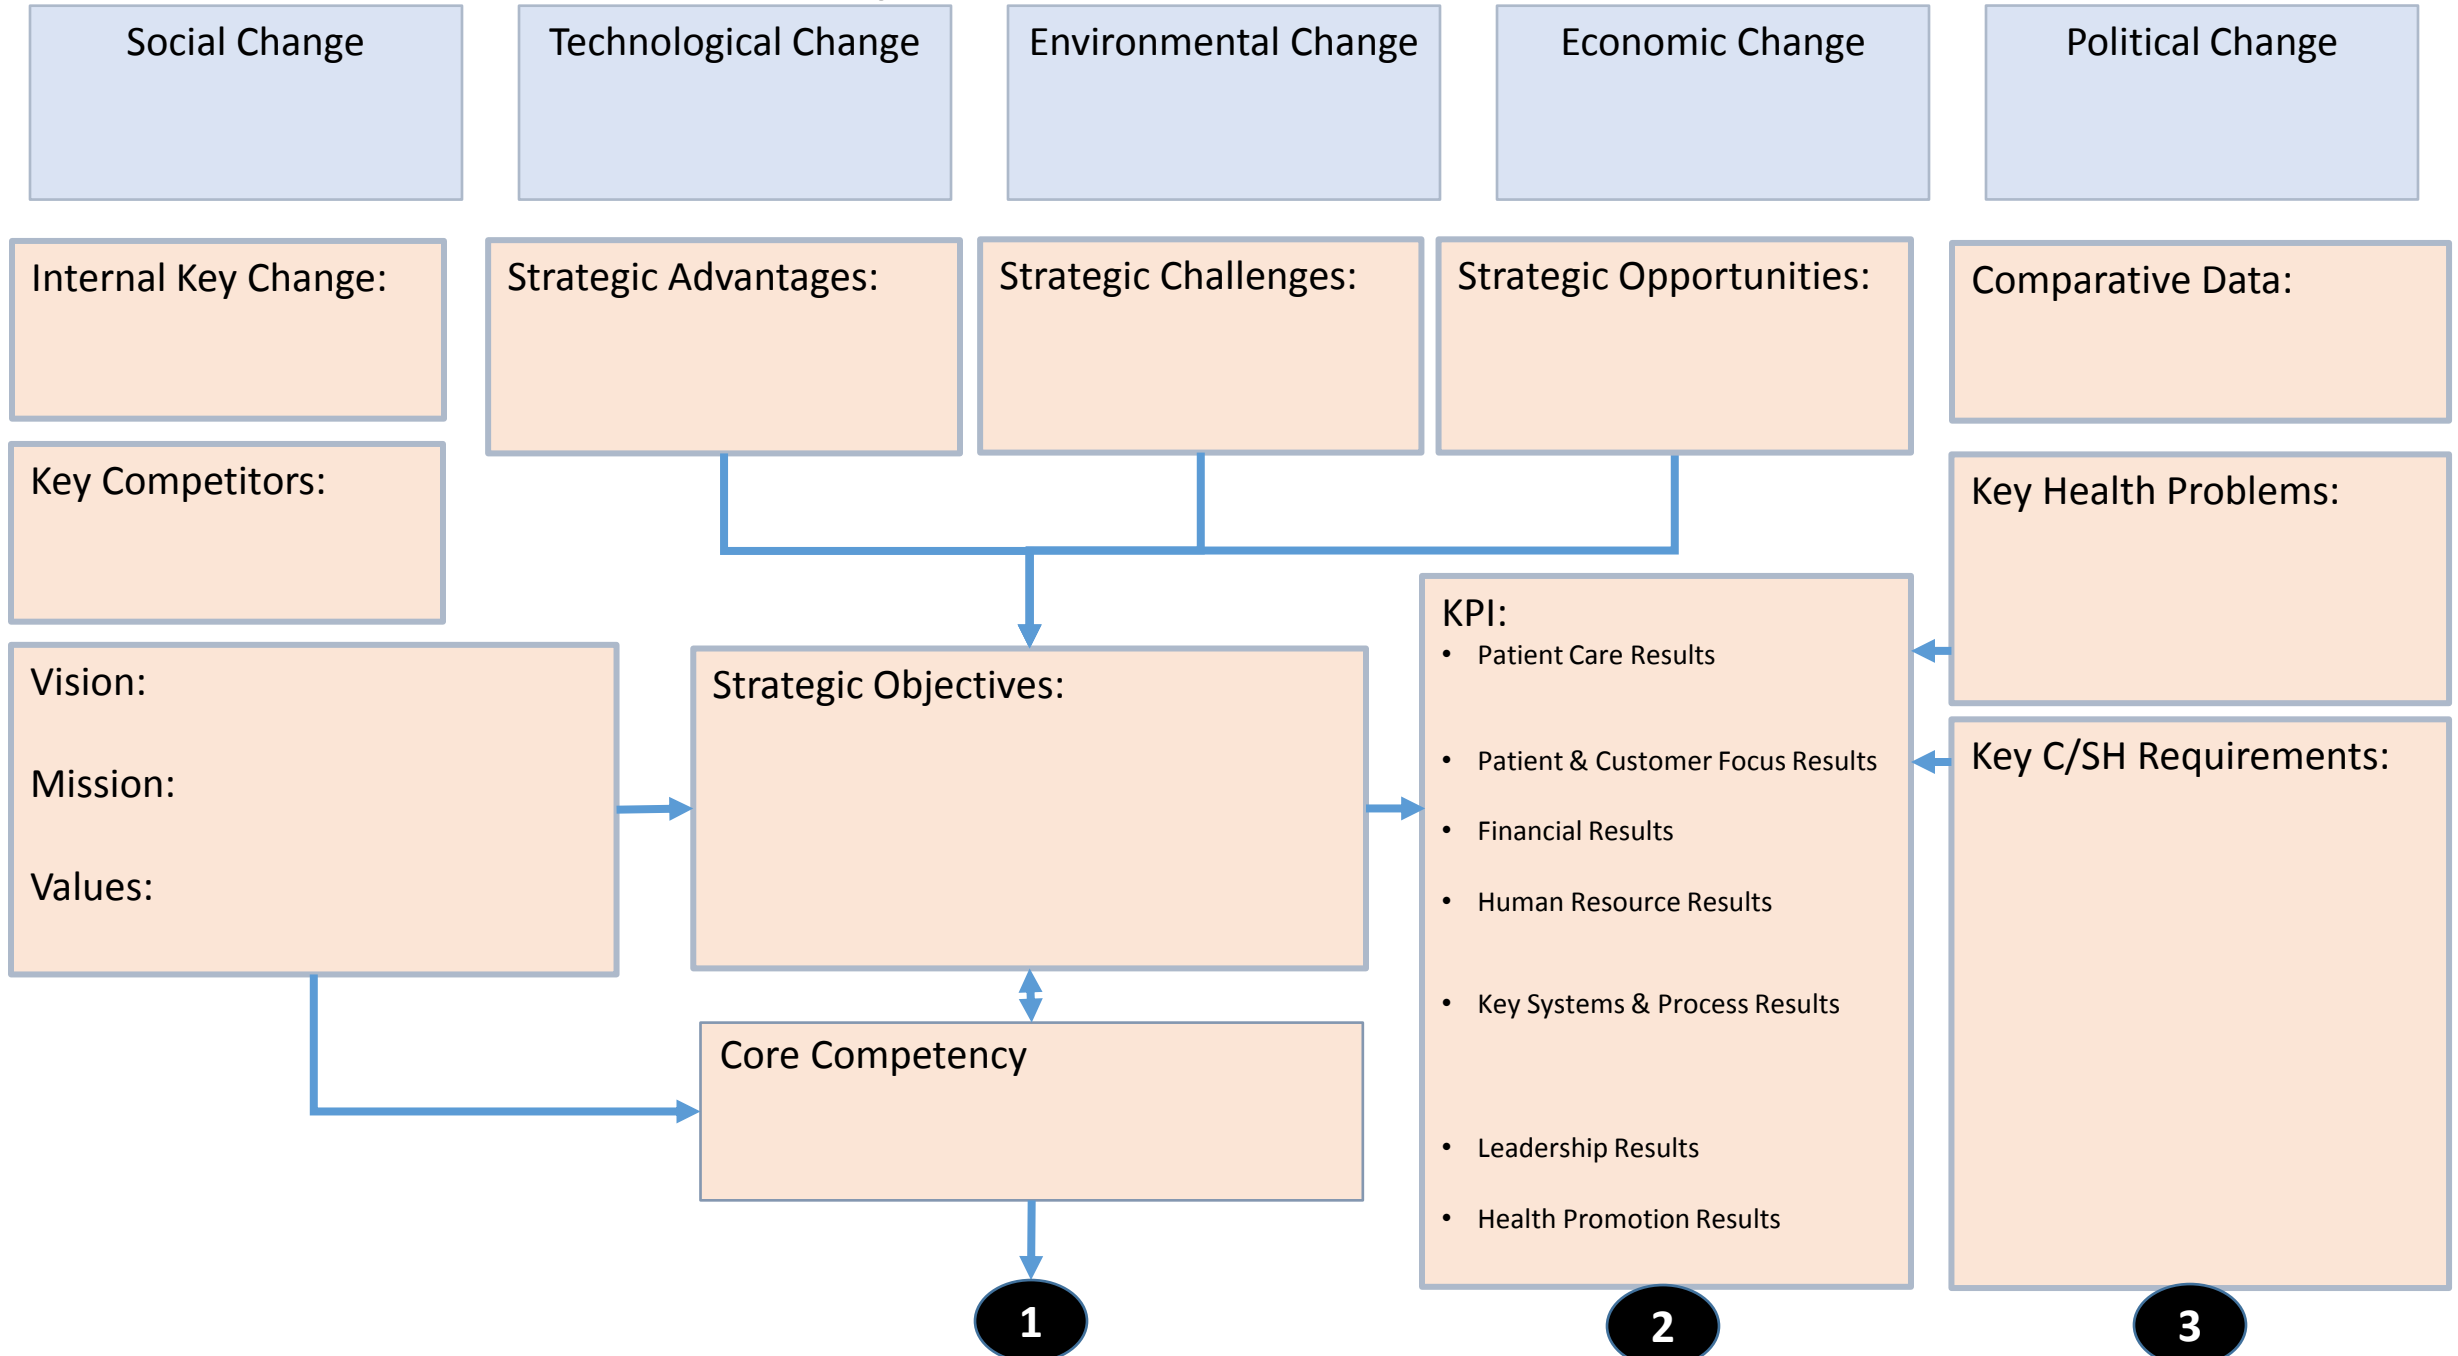 Social Change
Technological Change
Environmental Change
Economic Change
Political Change
Internal Key Change:
Strategic Advantages:
Strategic Challenges:
Strategic Opportunities:
Comparative Data:
Key Competitors:
Key Health Problems:
Vision:
Mission:
Values:
Strategic Objectives:
KPI:
• Patient Care Results
• Patient & Customer Focus Results
• Financial Results
• Human Resource Results
• Key Systems & Process Results
• Leadership Results
• Health Promotion Results
Key C/SH Requirements:
Core Competency
1
2
3